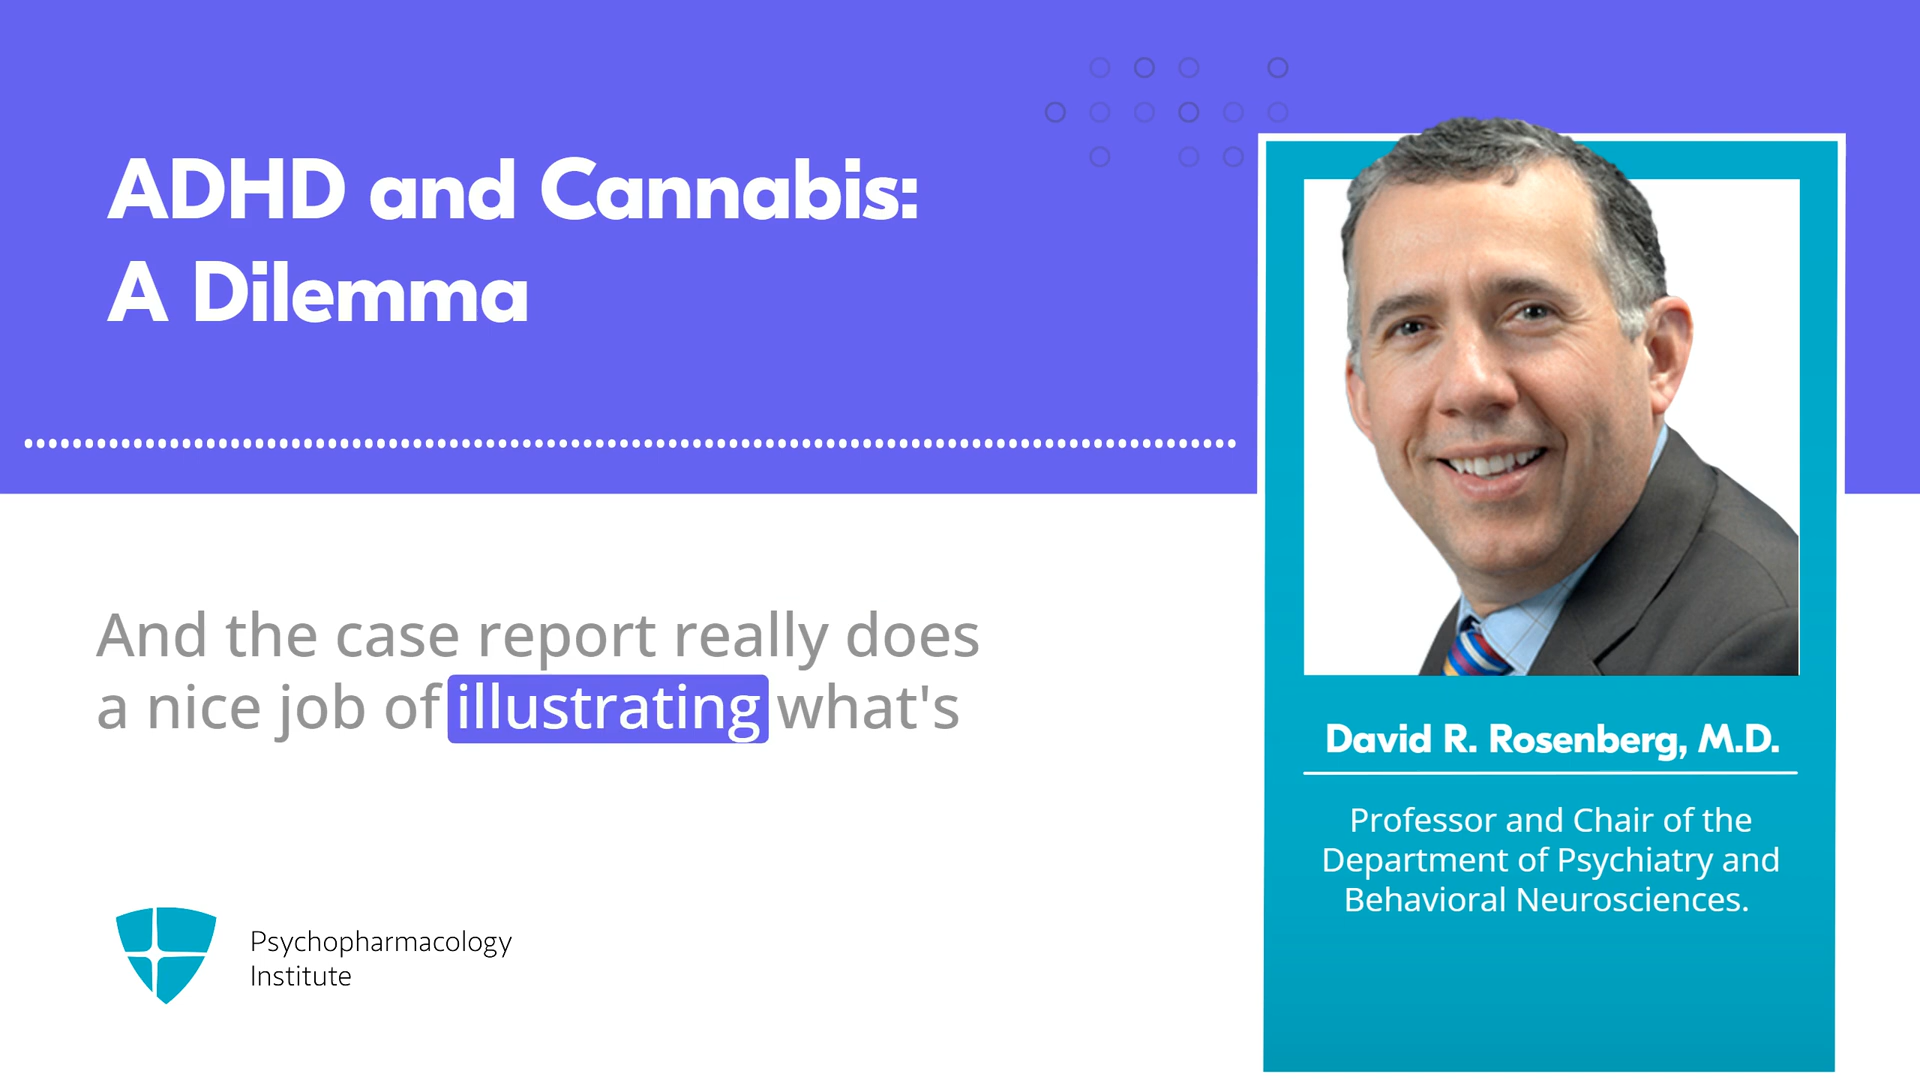 ADHD and Cannabis:
A Dilemma
And the case report really does
a nice job of illustrating what's
Psychopharmacology
Institute
David R. Rosenberg, M.D.
Professor and Chair of the
Department of Psychiatry and
Behavioral Neurosciences.